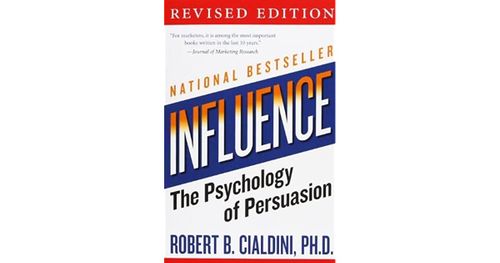 REVISED EDITION
"For marketers, it is among the most important
books written in the last 10 years."
—Journal of Marketing Research
NATIONAL BESTSELLER
INFLUENCE
The Psychology
of Persuasion
ROBERT B. CIALDINI, PH.D.